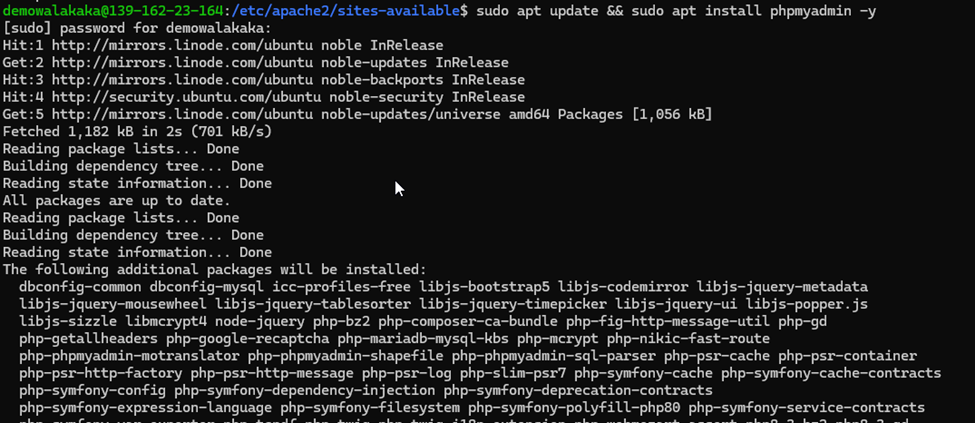 demowalakaka@139-162-23-164:/etc/apache2/sites-available$ sudo apt update && sudo apt install phpmyadmin -y
[sudo] password for demowalakaka:
Hit:1 http://mirrors.linode.com/ubuntu noble InRelease
Get:2 http://mirrors.linode.com/ubuntu noble-updates InRelease
Hit:3 http://mirrors.linode.com/ubuntu noble-backports InRelease
Hit:4 http://security.ubuntu.com/ubuntu noble-security InRelease
Get:5 http://mirrors.linode.com/ubuntu noble-updates/universe amd64 Packages [1,056 kB]
Fetched 1,182 kB in 2s (701 kB/s)
Reading package lists... Done
Building dependency tree... Done
Reading state information... Done
All packages are up to date.
Reading package lists... Done
Building dependency tree... Done
Reading state information... Done
The following additional packages will be installed:
dbconfig-common dbconfig-mysql icc-profiles-free libjs-bootstrap5 libjs-codemirror libjs-jquery-metadata
libjs-jquery-mousewheel libjs-jquery-tablesorter libjs-jquery-timepicker libjs-jquery-ui libjs-popper.js
libjs-sizzle libmcrypt4 node-jquery php-bz2 php-composer-ca-bundle php-fig-http-message-util php-gd
php-getallheaders php-google-recaptcha php-mariadb-mysql-kbs php-mcrypt php-nikic-fast-route
php-phpmyadmin-motranslator php-phpmyadmin-shapefile php-phpmyadmin-sql-parser php-psr-cache php-psr-container
php-psr-http-factory php-psr-http-message php-psr-log php-slim-psr7 php-symfony-cache php-symfony-cache-contracts
php-symfony-config php-symfony-dependency-injection php-symfony-deprecation-contracts
php-symfony-expression-language php-symfony-filesystem php-symfony-polyfill-php80 php-symfony-service-contracts